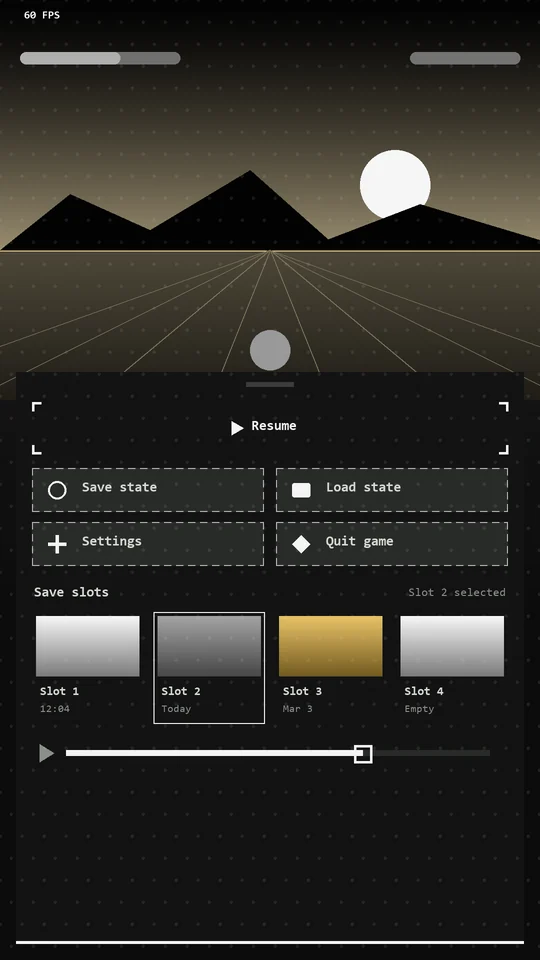 60 FPS
Resume
Save state
Load state
Settings
Quit game
Save slots
Slot 2 selected
Slot 1
Slot 2
Slot 3
Slot 4
12:04
Today
Mar 3
Empty